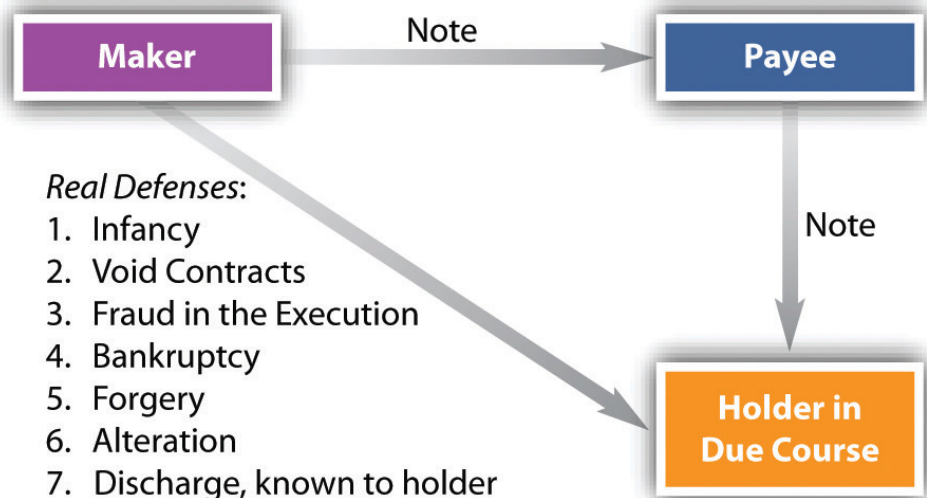 Note
Maker
Payee
Real Defenses:
1. Infancy
2. Void Contracts
3. Fraud in the Execution
4. Bankruptcy
5. Forgery
6. Alteration
7. Discharge, known to holder
Note
Holder in
Due Course